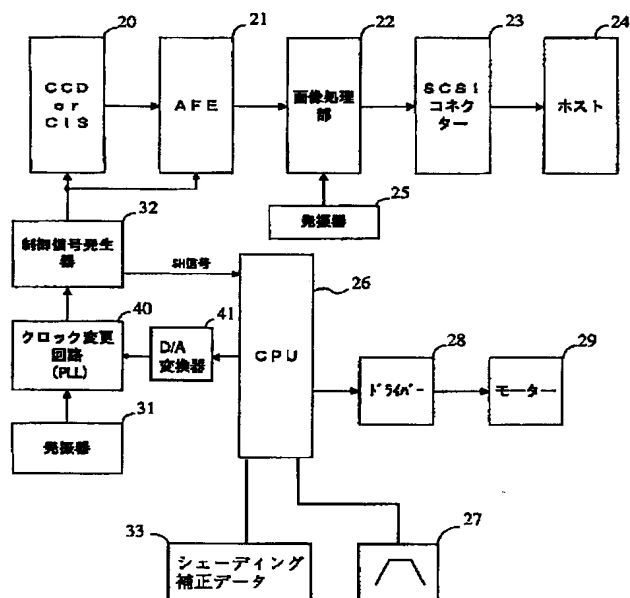 20
21
22
23
24
CCD
or
CIS
AFE
画像処理
部
SCSI
コネク
ター
ホスト
25
発振器
32
制御信号発生
器
SH信号
26
CPU
40
クロック変更
回路
(PLL)
41
D/A
変換器
28
ドライバー
29
モーター
31
発振器
33
シェーディング
補正データ
27